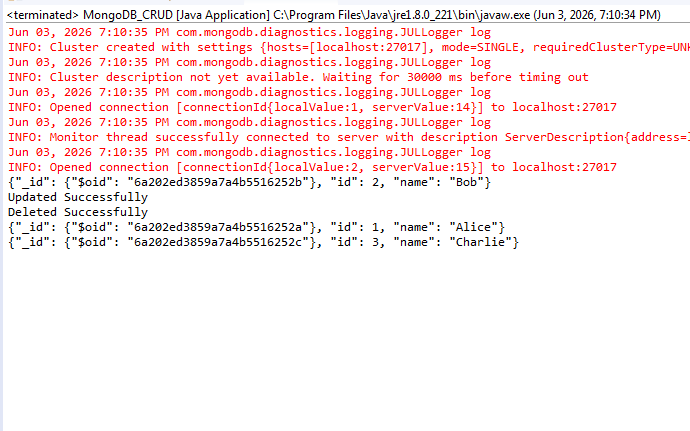 <terminated> MongoDB_CRUD [Java Application] C:\Program Files\Java\jre1.8.0_221\bin\javaw.exe (Jun 3, 2026, 7:10:34 PM)
Jun 03, 2026 7:10:35 PM com.mongodb.diagnostics.logging.JULLogger log
INFO: Cluster created with settings {hosts=[localhost:27017], mode=SINGLE, requiredClusterType=UNK
Jun 03, 2026 7:10:35 PM com.mongodb.diagnostics.logging.JULLogger log
INFO: Cluster description not yet available. Waiting for 30000 ms before timing out
Jun 03, 2026 7:10:35 PM com.mongodb.diagnostics.logging.JULLogger log
INFO: Opened connection [connectionId{localValue:1, serverValue:14}] to localhost:27017
Jun 03, 2026 7:10:35 PM com.mongodb.diagnostics.logging.JULLogger log
INFO: Monitor thread successfully connected to server with description ServerDescription{address=
Jun 03, 2026 7:10:35 PM com.mongodb.diagnostics.logging.JULLogger log
INFO: Opened connection [connectionId{localValue:2, serverValue:15}] to localhost:27017
{"_id": {"$oid": "6a202ed3859a7a4b5516252b"}, "id": 2, "name": "Bob"}
Updated Successfully
Deleted Successfully
{"_id": {"$oid": "6a202ed3859a7a4b5516252a"}, "id": 1, "name": "Alice"}
{"_id": {"$oid": "6a202ed3859a7a4b5516252c"}, "id": 3, "name": "Charlie"}